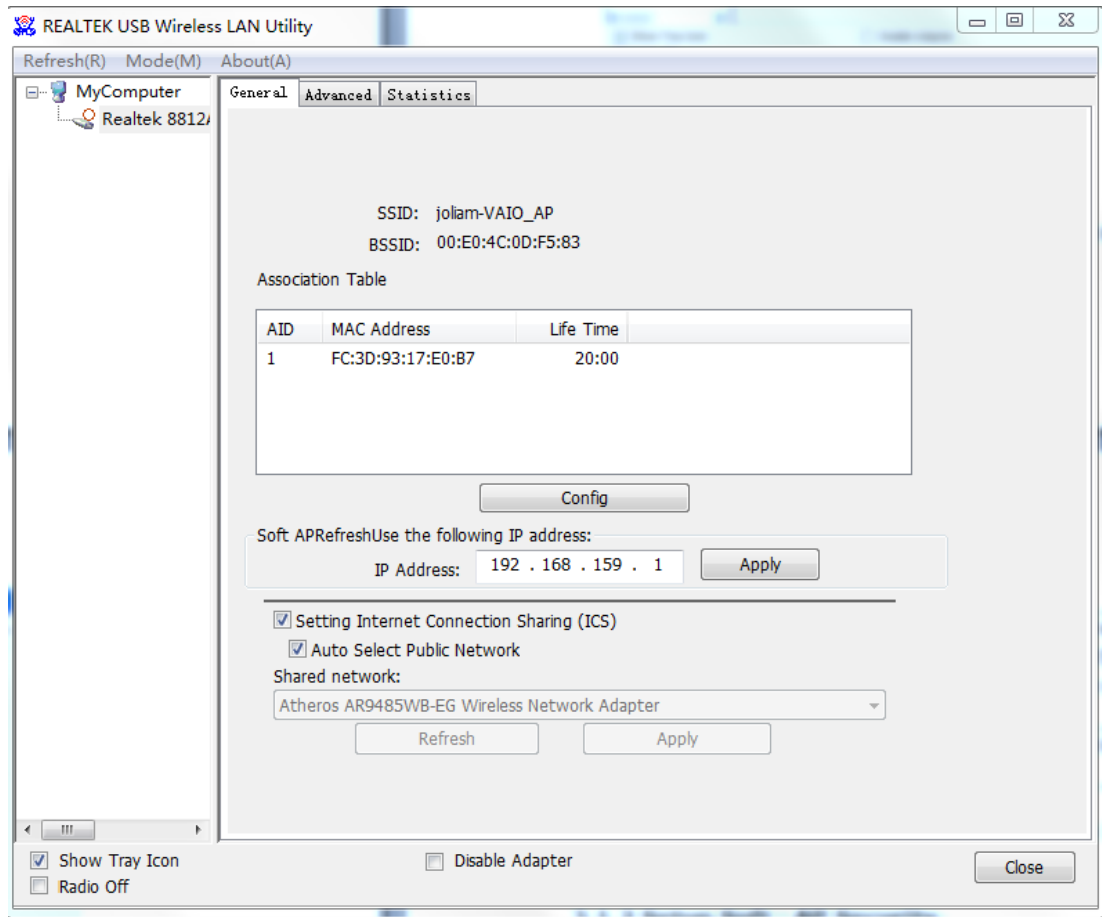 REALTEK USB Wireless LAN Utility
Refresh(R) Mode(M) About(A)
MyComputer
Realtek 8812A
General Advanced Statistics
SSID: joliam-VAIO_AP
BSSID: 00:E0:4C:0D:F5:83
Association Table
AID MAC Address Life Time
1 FC:3D:93:17:E0:B7 20:00
Config
Soft APRefreshUse the following IP address:
IP Address: 192 . 168 . 159 . 1 Apply
Setting Internet Connection Sharing (ICS)
Auto Select Public Network
Shared network:
Atheros AR9485WB-EG Wireless Network Adapter
Refresh Apply
Show Tray Icon Disable Adapter Close
Radio Off